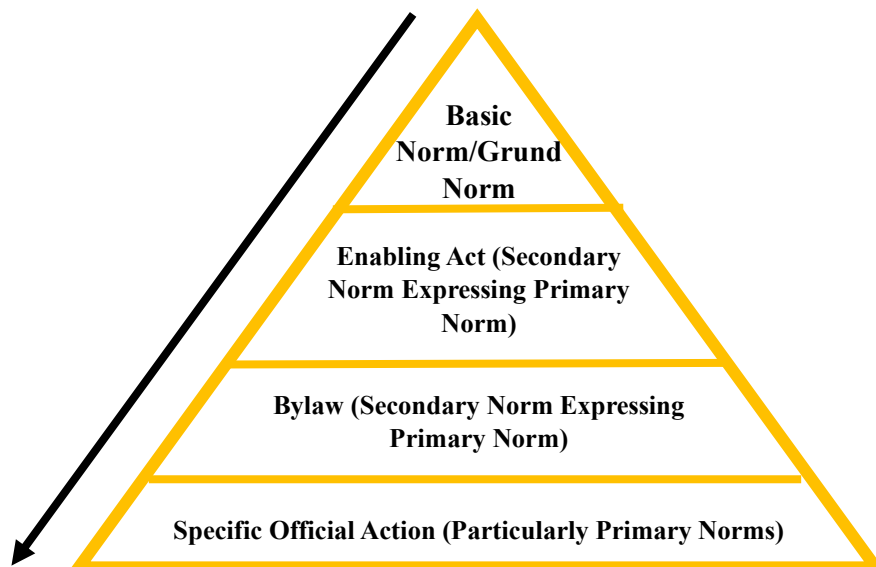 Basic
Norm/Grund
Norm
Enabling Act (Secondary
Norm Expressing Primary
Norm)
Bylaw (Secondary Norm Expressing
Primary Norm)
Specific Official Action (Particularly Primary Norms)